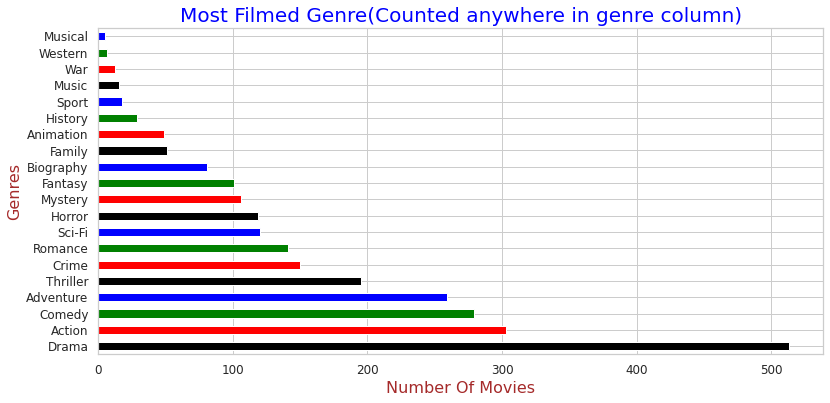 Most Filmed Genre(Counted anywhere in genre column)
Musical
Western
War
Music
Sport
History
Animation
Family
Biography
Fantasy
Mystery
Horror
Sci-Fi
Romance
Crime
Thriller
Adventure
Comedy
Action
Drama
Genres
0 100 200 300 400 500
Number Of Movies